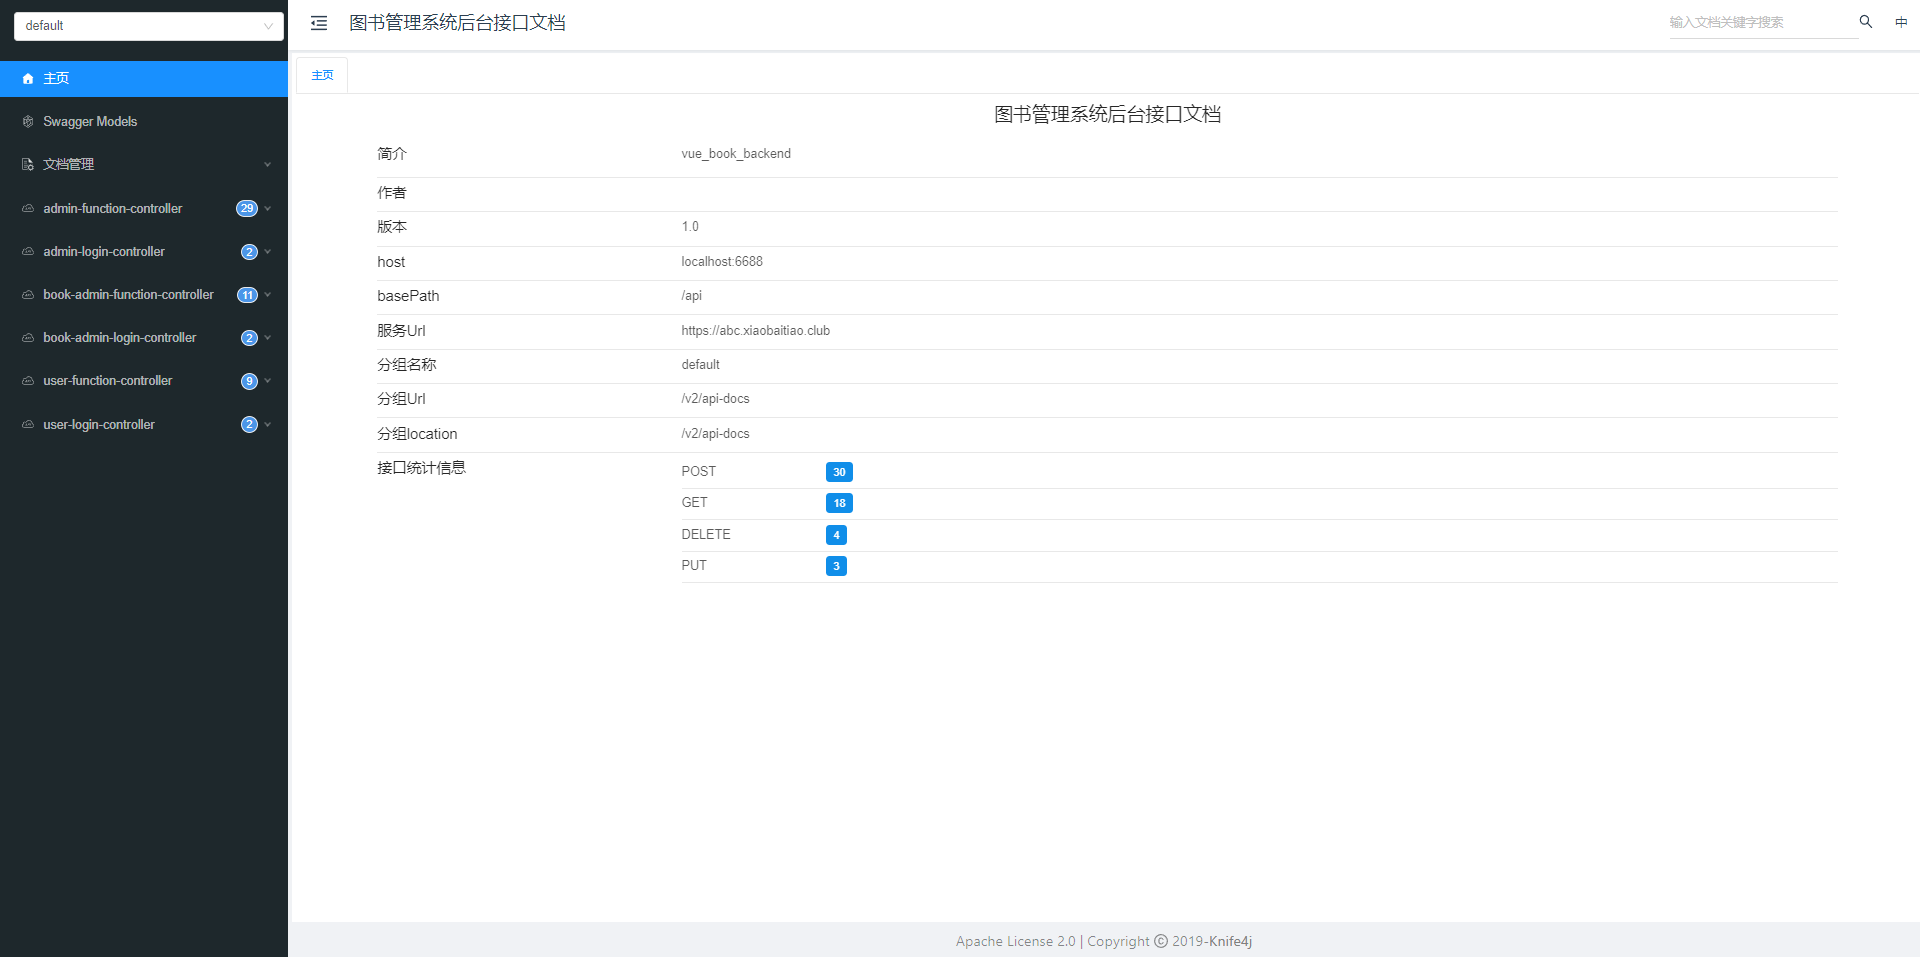 default
主页
Swagger Models
文档管理
admin-function-controller 29
admin-login-controller 2
book-admin-function-controller 11
book-admin-login-controller 2
user-function-controller 9
user-login-controller 2
图书管理系统后台接口文档
输入文档关键字搜索
中
主页
图书管理系统后台接口文档
简介 vue_book_backend
作者
版本 1.0
host localhost:6688
basePath /api
服务Url https://abc.xiaobaitiao.club
分组名称 default
分组Url /v2/api-docs
分组location /v2/api-docs
接口统计信息
POST 30
GET 18
DELETE 4
PUT 3
Apache License 2.0 | Copyright © 2019-Knife4j